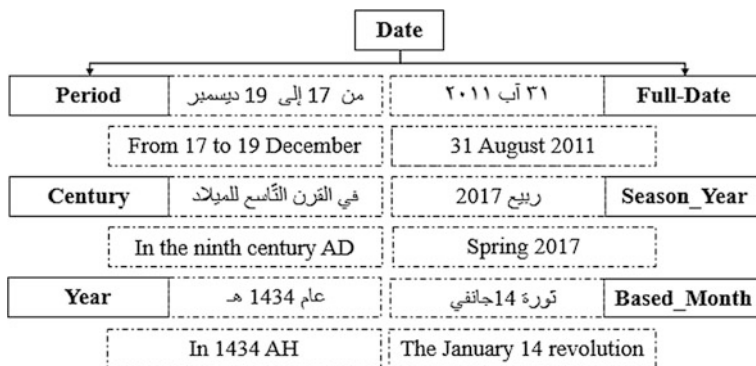 Date
Period من 17 إلى 19 ديسمبر ٣١ آب ٢٠١١ Full-Date
From 17 to 19 December 31 August 2011
Century في القرن التّاسع للميلاد ربيع 2017 Season_Year
In the ninth century AD Spring 2017
Year عام 1434 هـ ثورة 14جانفي Based_Month
In 1434 AH The January 14 revolution